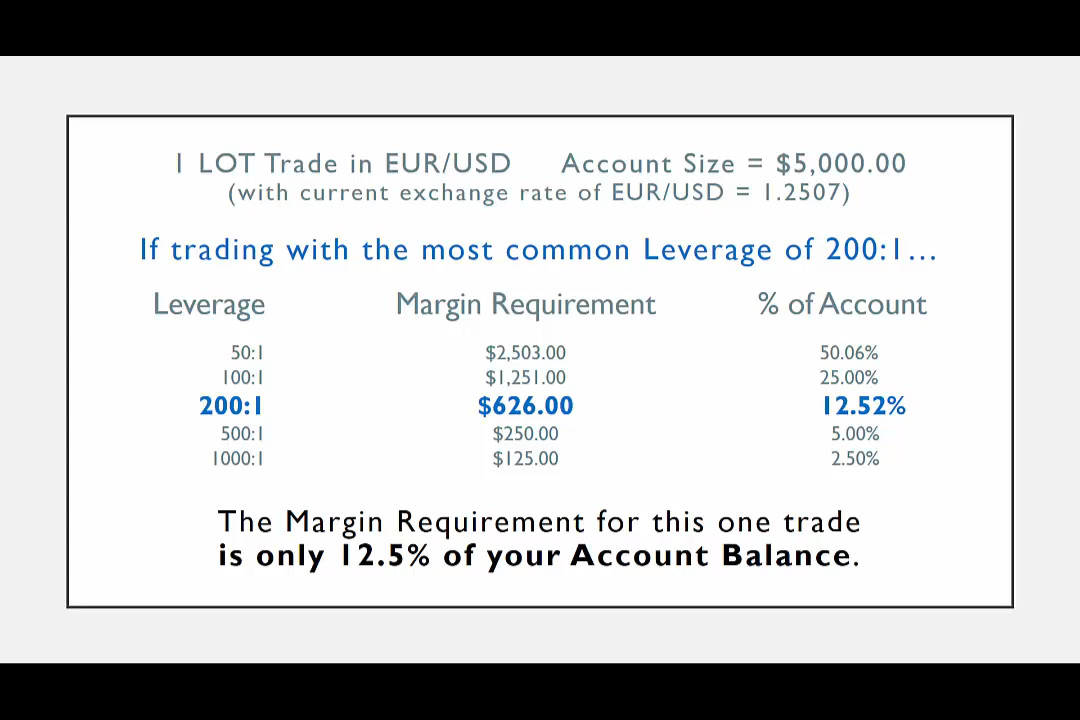 1 LOT Trade in EUR/USD Account Size = $5,000.00
(with current exchange rate of EUR/USD = 1.2507)
If trading with the most common Leverage of 200:1...
Leverage Margin Requirement % of Account
50:1 $2,503.00 50.06%
100:1 $1,251.00 25.00%
200:1 $626.00 12.52%
500:1 $250.00 5.00%
1000:1 $125.00 2.50%
The Margin Requirement for this one trade
is only 12.5% of your Account Balance.